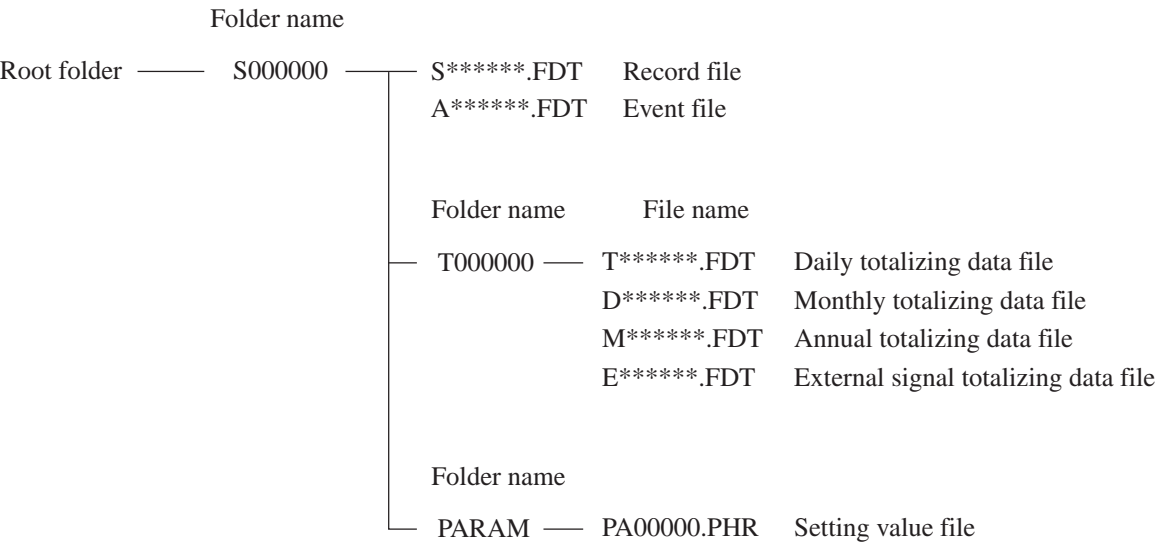 Folder name
Root folder S000000 S******.FDT Record file
A******.FDT Event file
Folder name File name
T000000 T******.FDT Daily totalizing data file
D******.FDT Monthly totalizing data file
M******.FDT Annual totalizing data file
E******.FDT External signal totalizing data file
Folder name
PARAM PA00000.PHR Setting value file